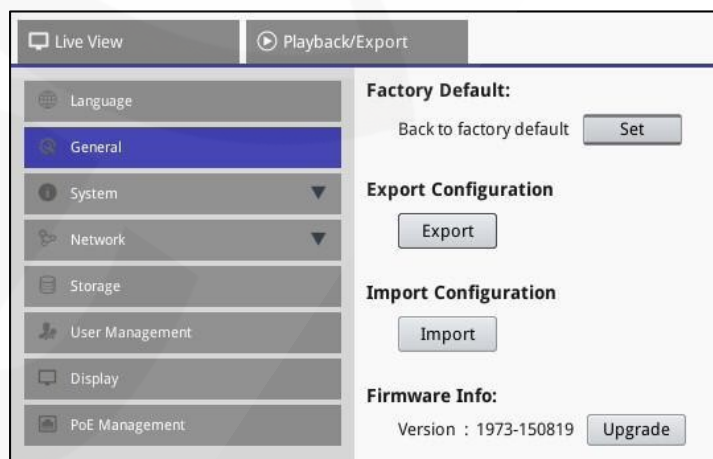 Live View
Playback/Export
Language
General
System
Network
Storage
User Management
Display
PoE Management
Factory Default:
Back to factory default Set
Export Configuration
Export
Import Configuration
Import
Firmware Info:
Version : 1973-150819 Upgrade